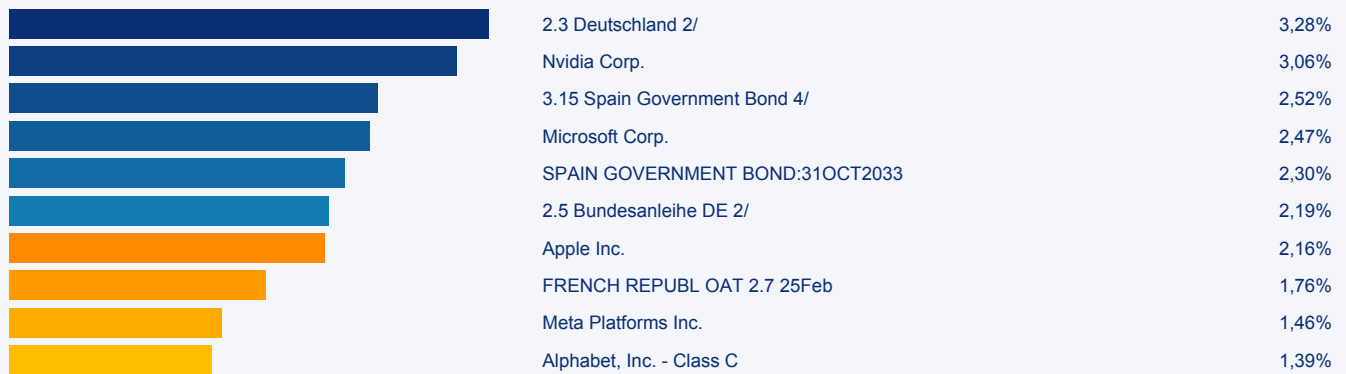 2.3 Deutschland 2/ 3,28%
Nvidia Corp. 3,06%
3.15 Spain Government Bond 4/ 2,52%
Microsoft Corp. 2,47%
SPAIN GOVERNMENT BOND:31OCT2033 2,30%
2.5 Bundesanleihe DE 2/ 2,19%
Apple Inc. 2,16%
FRENCH REPUBL OAT 2.7 25Feb 1,76%
Meta Platforms Inc. 1,46%
Alphabet, Inc. - Class C 1,39%